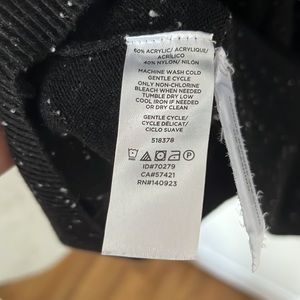 60% ACRYLIC/ ACRYLIQUE/
ACRÍLICO
40% NYLON/ NILÓN
MACHINE WASH COLD
GENTLE CYCLE
ONLY NON-CHLORINE
BLEACH WHEN NEEDED
TUMBLE DRY LOW
COOL IRON IF NEEDED
OR DRY CLEAN
GENTLE CYCLE/
CYCLE DÉLICAT/
CICLO SUAVE
518378
ID#70279
CA#57421
RN#140923